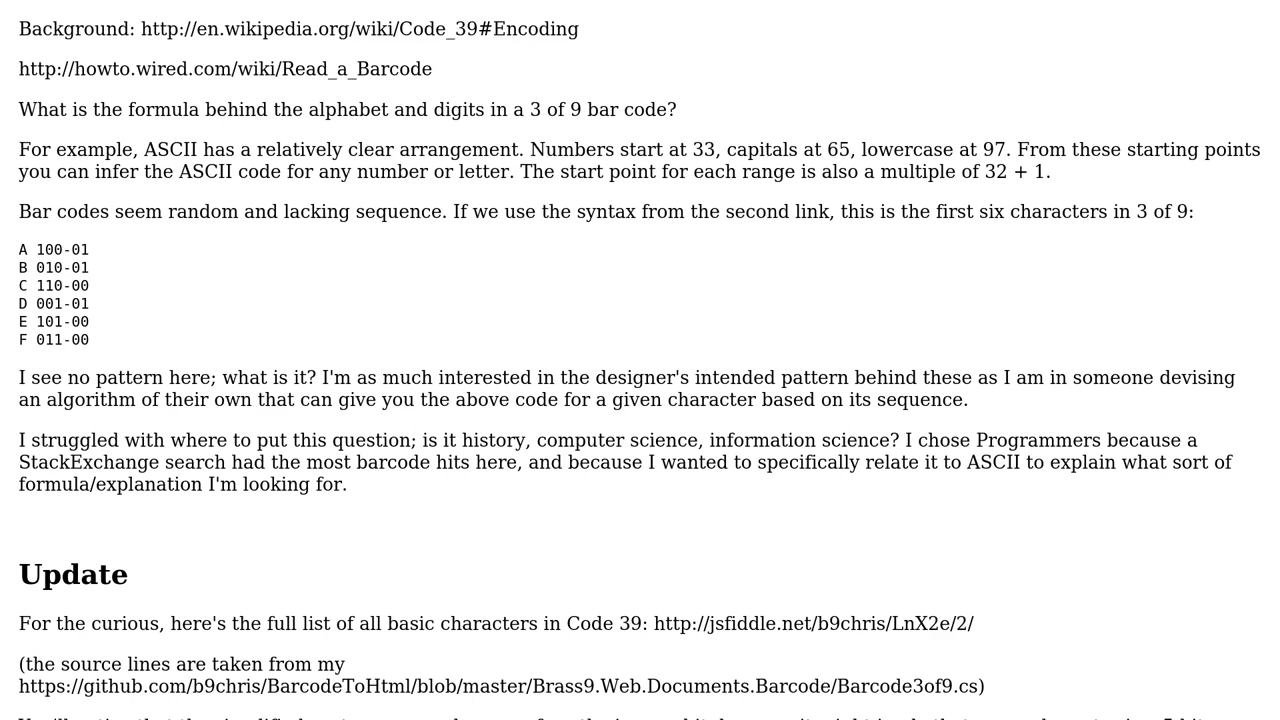 Background: http://en.wikipedia.org/wiki/Code_39#Encoding
http://howto.wired.com/wiki/Read_a_Barcode
What is the formula behind the alphabet and digits in a 3 of 9 bar code?
For example, ASCII has a relatively clear arrangement. Numbers start at 33, capitals at 65, lowercase at 97. From these starting points
you can infer the ASCII code for any number or letter. The start point for each range is also a multiple of 32 + 1.
Bar codes seem random and lacking sequence. If we use the syntax from the second link, this is the first six characters in 3 of 9:
A 100-01
B 010-01
C 110-00
D 001-01
E 101-00
F 011-00
I see no pattern here; what is it? I'm as much interested in the designer's intended pattern behind these as I am in someone devising
an algorithm of their own that can give you the above code for a given character based on its sequence.
I struggled with where to put this question; is it history, computer science, information science? I chose Programmers because a
StackExchange search had the most barcode hits here, and because I wanted to specifically relate it to ASCII to explain what sort of
formula/explanation I'm looking for.
Update
For the curious, here's the full list of all basic characters in Code 39: http://jsfiddle.net/b9chris/LnX2e/2/
(the source lines are taken from my
https://github.com/b9chris/BarcodeToHtml/blob/master/Brass9.Web.Documents.Barcode/Barcode3of9.cs)